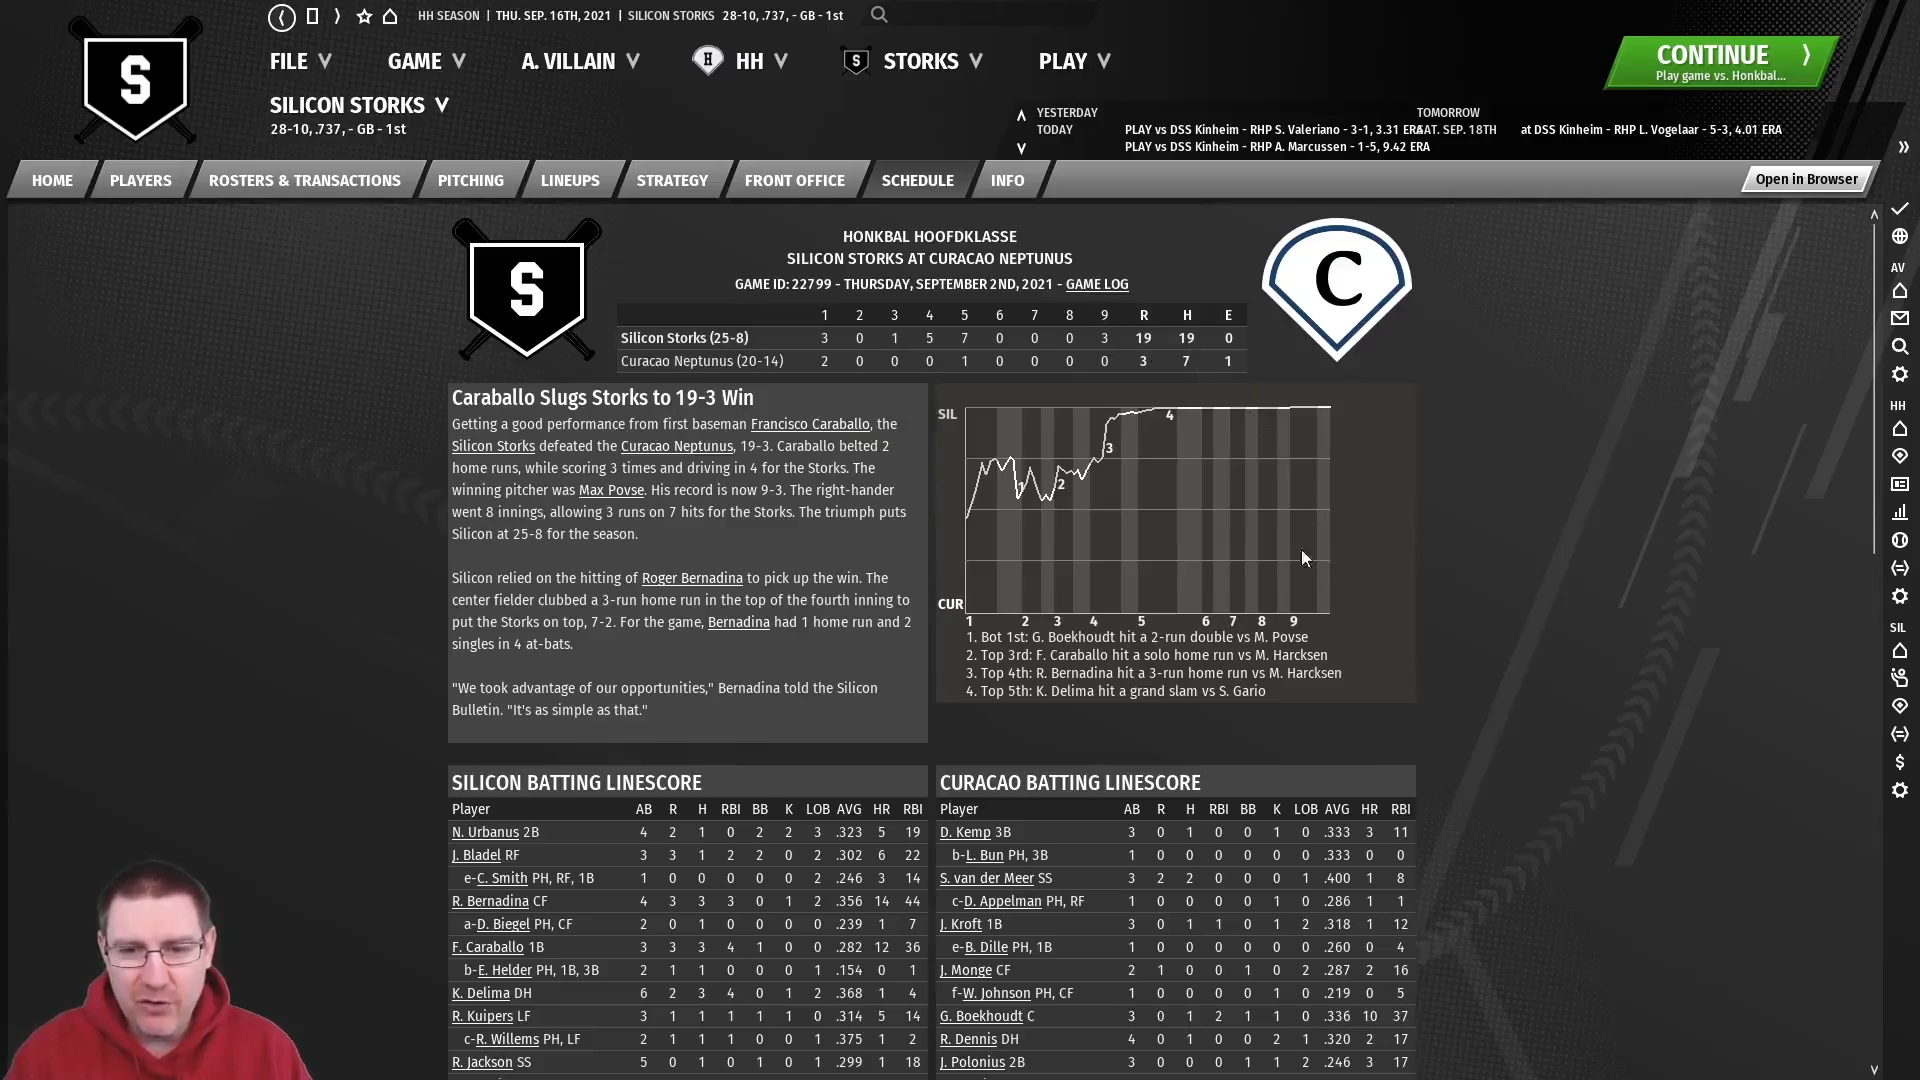 HH SEASON | THU. SEP. 16TH, 2021 | SILICON STORKS 28-10, .737, - GB - 1st
FILE GAME A. VILLAIN H HH S STORKS PLAY
CONTINUE
Play game vs. Honkbal...
S
SILICON STORKS
28-10, .737, - GB - 1st
YESTERDAY TOMORROW
TODAY PLAY vs DSS Kinheim - RHP S. Valeriano - 3-1, 3.31 ERA SAT. SEP. 18TH at DSS Kinheim - RHP L. Vogelaar - 5-3, 4.01 ERA
PLAY vs DSS Kinheim - RHP A. Marcussen - 1-5, 9.42 ERA
HOME PLAYERS ROSTERS & TRANSACTIONS PITCHING LINEUPS STRATEGY FRONT OFFICE SCHEDULE INFO Open in Browser
S
C
HONKBAL HOOFDKLASSE
SILICON STORKS AT CURACAO NEPTUNUS
GAME ID: 22799 - THURSDAY, SEPTEMBER 2ND, 2021 - GAME LOG
1 2 3 4 5 6 7 8 9 R H E
Silicon Storks (25-8) 3 0 1 5 7 0 0 0 3 19 19 0
Curacao Neptunus (20-14) 2 0 0 0 1 0 0 0 0 3 7 1
Caraballo Slugs Storks to 19-3 Win
Getting a good performance from first baseman Francisco Caraballo, the
Silicon Storks defeated the Curacao Neptunus, 19-3. Caraballo belted 2
home runs, while scoring 3 times and driving in 4 for the Storks. The
winning pitcher was Max Povse. His record is now 9-3. The right-hander
went 8 innings, allowing 3 runs on 7 hits for the Storks. The triumph puts
Silicon at 25-8 for the season.
Silicon relied on the hitting of Roger Bernadina to pick up the win. The
center fielder clubbed a 3-run home run in the top of the fourth inning to
put the Storks on top, 7-2. For the game, Bernadina had 1 home run and 2
singles in 4 at-bats.
"We took advantage of our opportunities," Bernadina told the Silicon
Bulletin. "It's as simple as that."
SIL
1 2 3 4
CUR
1 2 3 4 5 6 7 8 9
1. Bot 1st: G. Boekhoudt hit a 2-run double vs M. Povse
2. Top 3rd: F. Caraballo hit a solo home run vs M. Harcksen
3. Top 4th: R. Bernadina hit a 3-run home run vs M. Harcksen
4. Top 5th: K. Delima hit a grand slam vs S. Gario
SILICON BATTING LINESCORE
Player AB R H RBI BB K LOB AVG HR RBI
N. Urbanus 2B 4 2 1 0 2 2 3 .323 5 19
J. Bladel RF 3 3 1 2 2 0 2 .302 6 22
e-C. Smith PH, RF, 1B 1 0 0 0 0 0 2 .246 3 14
R. Bernadina CF 4 3 3 3 0 1 2 .356 14 44
a-D. Biegel PH, CF 2 0 1 0 0 0 0 .239 1 7
F. Caraballo 1B 3 3 3 4 1 0 0 .282 12 36
b-E. Helder PH, 1B, 3B 2 1 1 0 0 0 1 .154 0 1
K. Delima DH 6 2 3 4 0 1 2 .368 1 4
R. Kuipers LF 3 1 1 1 1 1 0 .314 5 14
c-R. Willems PH, LF 2 1 1 1 0 0 1 .375 1 2
R. Jackson SS 5 0 1 0 1 0 1 .299 1 18
CURACAO BATTING LINESCORE
Player AB R H RBI BB K LOB AVG HR RBI
D. Kemp 3B 3 0 1 0 0 1 0 .333 3 11
b-L. Bun PH, 3B 1 0 0 0 0 0 0 .333 0 0
S. van der Meer SS 3 2 2 0 0 0 1 .400 1 8
c-D. Appelman PH, RF 1 0 0 0 0 1 0 .286 1 1
J. Kroft 1B 3 0 1 1 0 1 2 .318 1 12
e-B. Dille PH, 1B 1 0 0 0 0 0 0 .260 0 4
J. Monge CF 2 1 0 0 1 0 2 .287 2 16
f-W. Johnson PH, CF 1 0 0 0 0 1 0 .219 0 5
G. Boekhoudt C 3 0 1 2 1 1 0 .336 10 37
R. Dennis DH 4 0 1 0 0 2 1 .320 2 17
J. Polonius 2B 3 0 0 0 1 1 2 .246 3 17
AV
HH
SIL
$